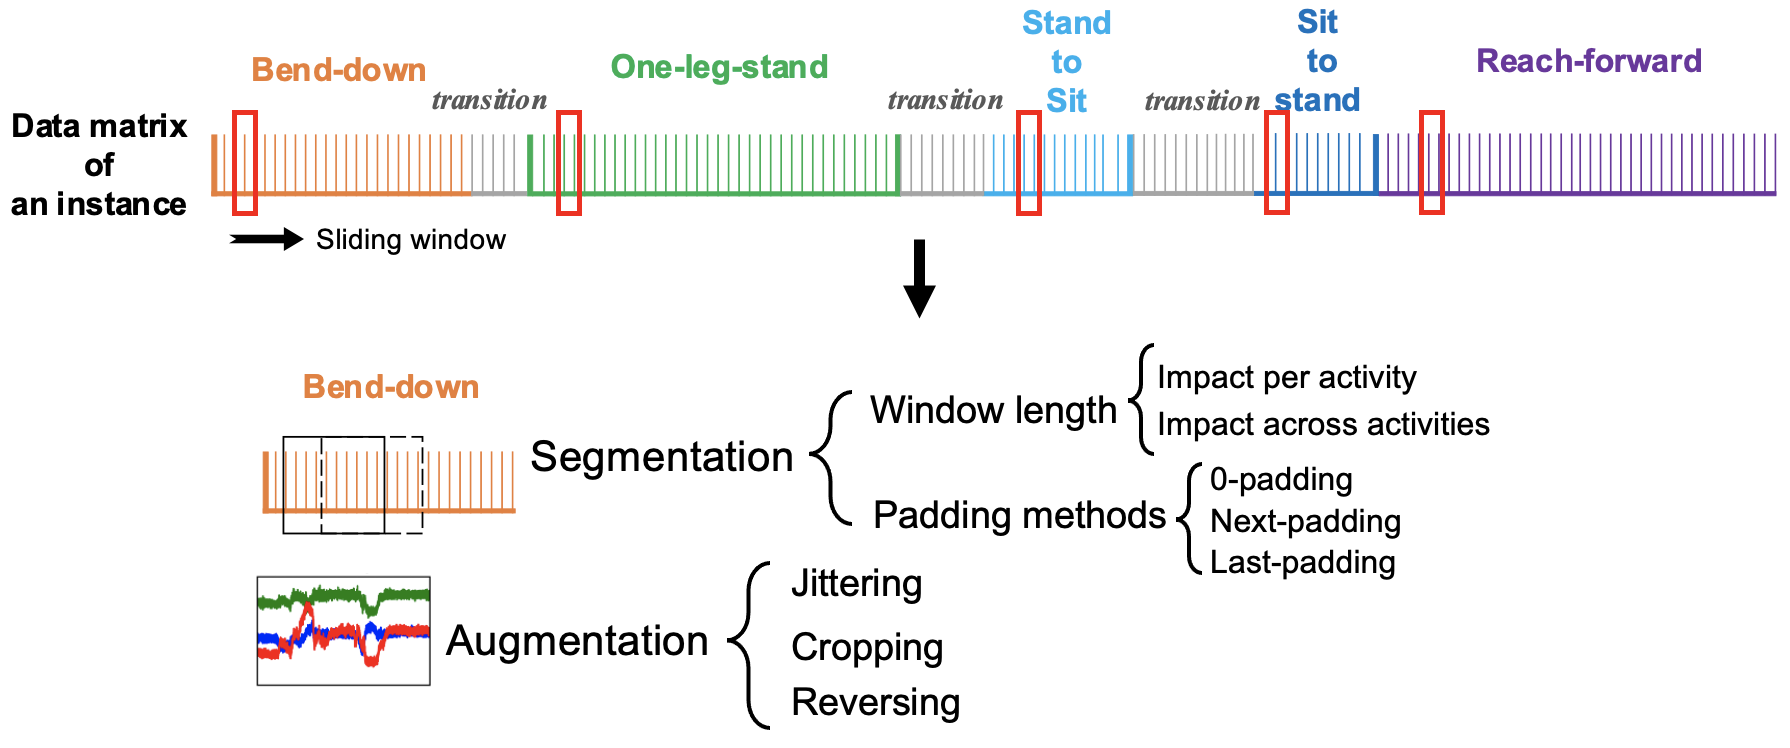 Bend-down
transition
One-leg-stand
transition
Stand
to
Sit
transition
Sit
to
stand
Reach-forward
Data matrix
of
an instance
Sliding window
Bend-down
Segmentation
Window length
Impact per activity
Impact across activities
Padding methods
0-padding
Next-padding
Last-padding
Augmentation
Jittering
Cropping
Reversing